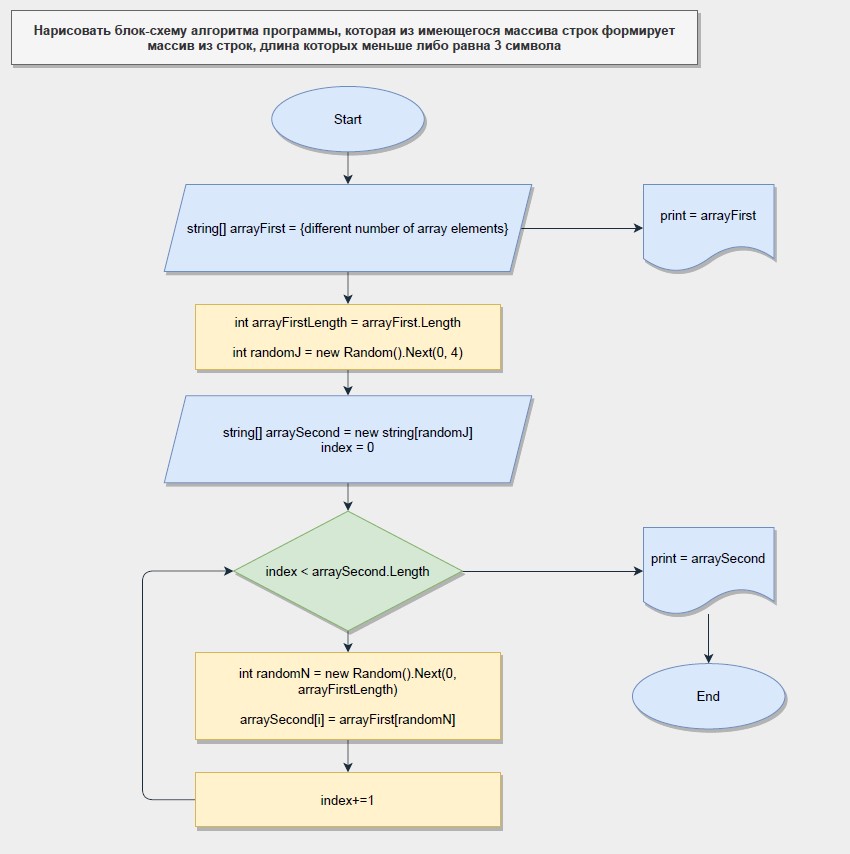 Нарисовать блок-схему алгоритма программы, которая из имеющегося массива строк формирует
массив из строк, длина которых меньше либо равна 3 символа
Start
string[] arrayFirst = {different number of array elements}
print = arrayFirst
int arrayFirstLength = arrayFirst.Length
int randomJ = new Random().Next(0, 4)
string[] arraySecond = new string[randomJ]
index = 0
index < arraySecond.Length
print = arraySecond
int randomN = new Random().Next(0,
arrayFirstLength)
arraySecond[i] = arrayFirst[randomN]
End
index+=1